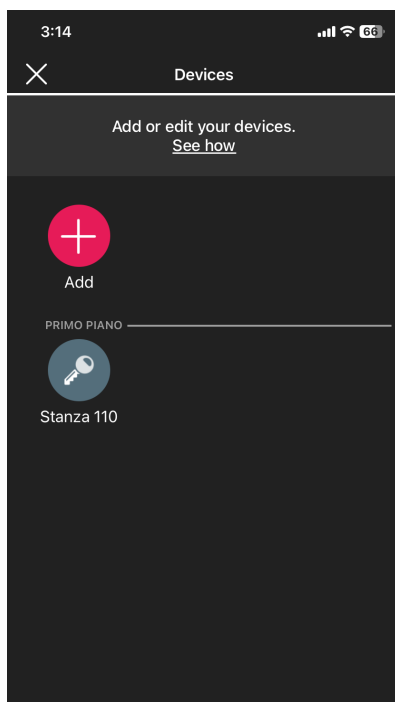 3:14
66
Devices
Add or edit your devices.
See how
Add
PRIMO PIANO
Stanza 110